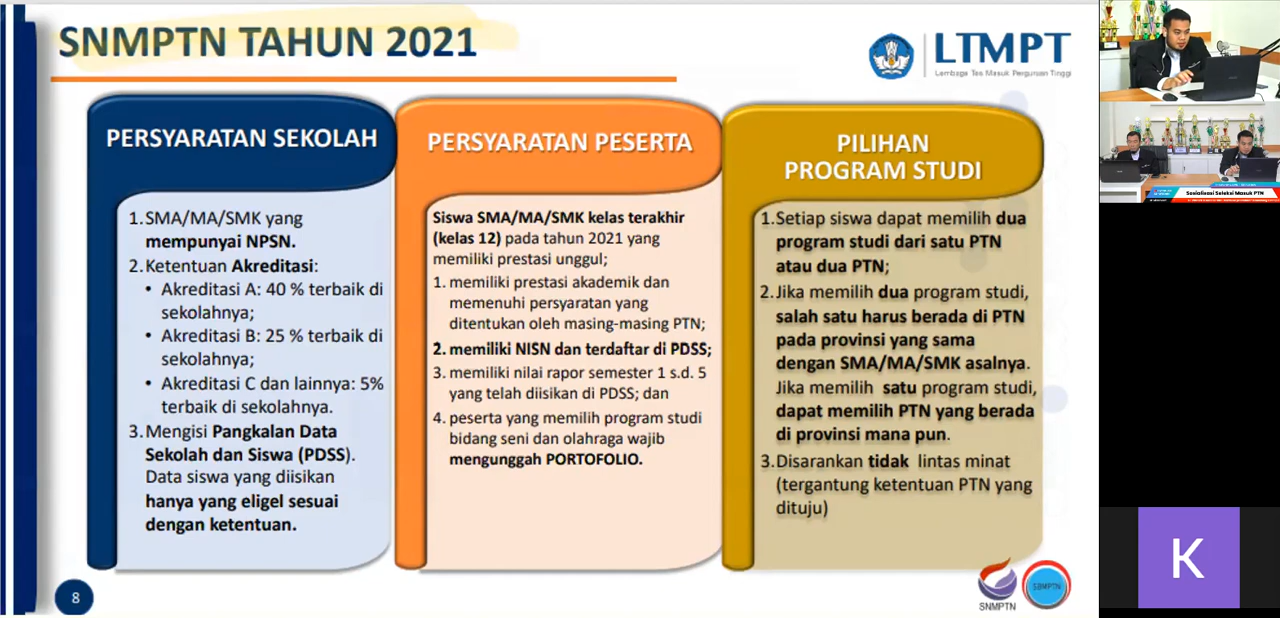 SNMPTN TAHUN 2021
LTMPT
Lembaga Tes Masuk Perguruan Tinggi
PERSYARATAN SEKOLAH
1. SMA/MA/SMK yang
mempunyai NPSN.
2. Ketentuan Akreditasi:
• Akreditasi A: 40 % terbaik di
sekolahnya;
• Akreditasi B: 25 % terbaik di
sekolahnya;
• Akreditasi C dan lainnya: 5%
terbaik di sekolahnya.
3. Mengisi Pangkalan Data
Sekolah dan Siswa (PDSS).
Data siswa yang diisikan
hanya yang eligel sesuai
dengan ketentuan.
PERSYARATAN PESERTA
Siswa SMA/MA/SMK kelas terakhir
(kelas 12) pada tahun 2021 yang
memiliki prestasi unggul;
1. memiliki prestasi akademik dan
memenuhi persyaratan yang
ditentukan oleh masing-masing PTN;
2. memiliki NISN dan terdaftar di PDSS;
3. memiliki nilai rapor semester 1 s.d. 5
yang telah diisikan di PDSS; dan
4. peserta yang memilih program studi
bidang seni dan olahraga wajib
mengunggah PORTOFOLIO.
PILIHAN
PROGRAM STUDI
1. Setiap siswa dapat memilih dua
program studi dari satu PTN
atau dua PTN;
2. Jika memilih dua program studi,
salah satu harus berada di PTN
pada provinsi yang sama
dengan SMA/MA/SMK asalnya.
Jika memilih satu program studi,
dapat memilih PTN yang berada
di provinsi mana pun.
3. Disarankan tidak lintas minat
(tergantung ketentuan PTN yang
dituju)
8
SNMPTN
SBMPTN
Sosialisasi Seleksi Masuk PTN
K